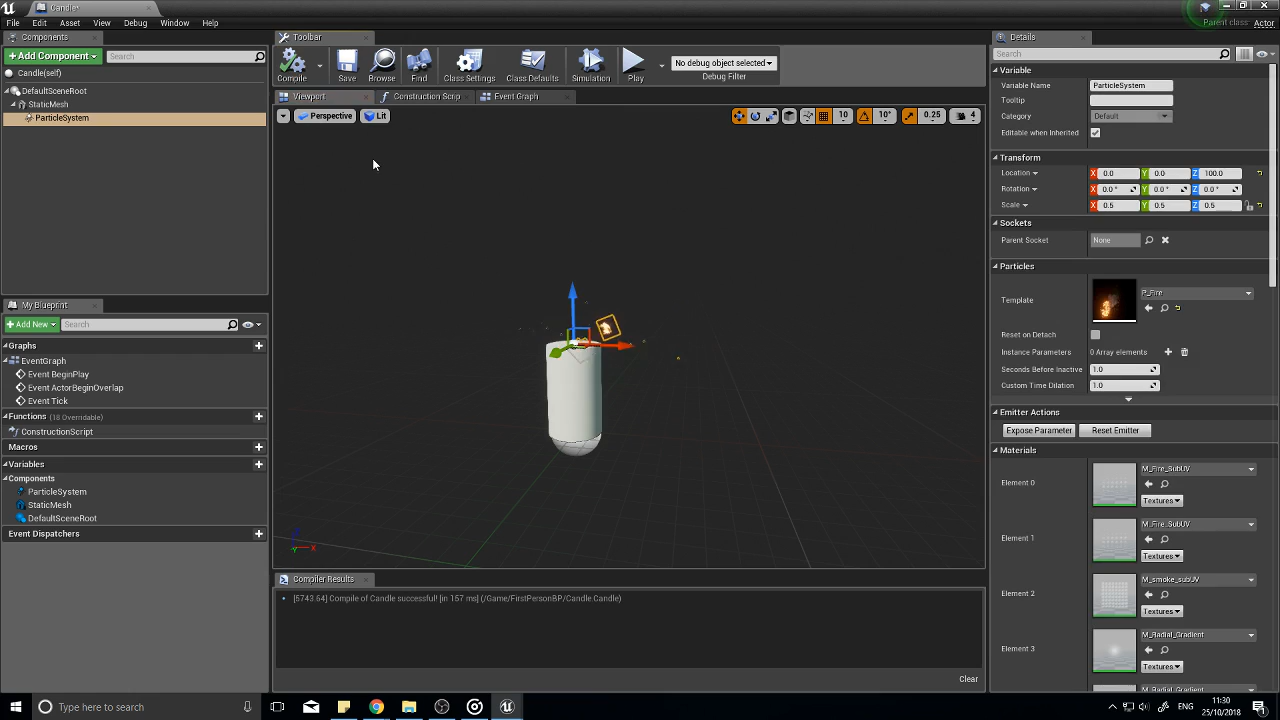 Candle*
Parent class:
File Edit Asset View Debug Window Help
Actor
Components
Add Component
Search
Candle(self)
DefaultSceneRoot
StaticMesh
ParticleSystem
My Blueprint
Add New
Search
Graphs
EventGraph
Event BeginPlay
Event ActorBeginOverlap
Event Tick
Functions (18 Overridable)
ConstructionScript
Macros
Variables
Components
ParticleSystem
StaticMesh
DefaultSceneRoot
Event Dispatchers
Toolbar
Compile
Save
Browse
Find
Class Settings
Class Defaults
Simulation
Play
No debug object selected
Debug Filter
Viewport
Construction Scrip
Event Graph
Perspective
Lit
10
10°
0.25
4
Z
X
Y
Compiler Results
[5743.64] Compile of Candle successful! [in 157 ms] (/Game/FirstPersonBP/Candle.Candle)
Clear
Details
Search
Variable
Variable Name ParticleSystem
Tooltip
Category Default
Editable when Inherited
Transform
Location X 0.0 Y 0.0 Z 100.0
Rotation X 0.0 ° Y 0.0 ° Z 0.0 °
Scale X 0.5 Y 0.5 Z 0.5
Sockets
Parent Socket None
Particles
Template P_Fire
Reset on Detach
Instance Parameters 0 Array elements
Seconds Before Inactive 1.0
Custom Time Dilation 1.0
Emitter Actions
Expose Parameter Reset Emitter
Materials
Element 0 M_Fire_SubUV
Textures
Element 1 M_Fire_SubUV
Textures
Element 2 M_smoke_subUV
Textures
Element 3 M_Radial_Gradient
Textures
M_Radial_Gradient
Type here to search
ENG
11:30
25/10/2018